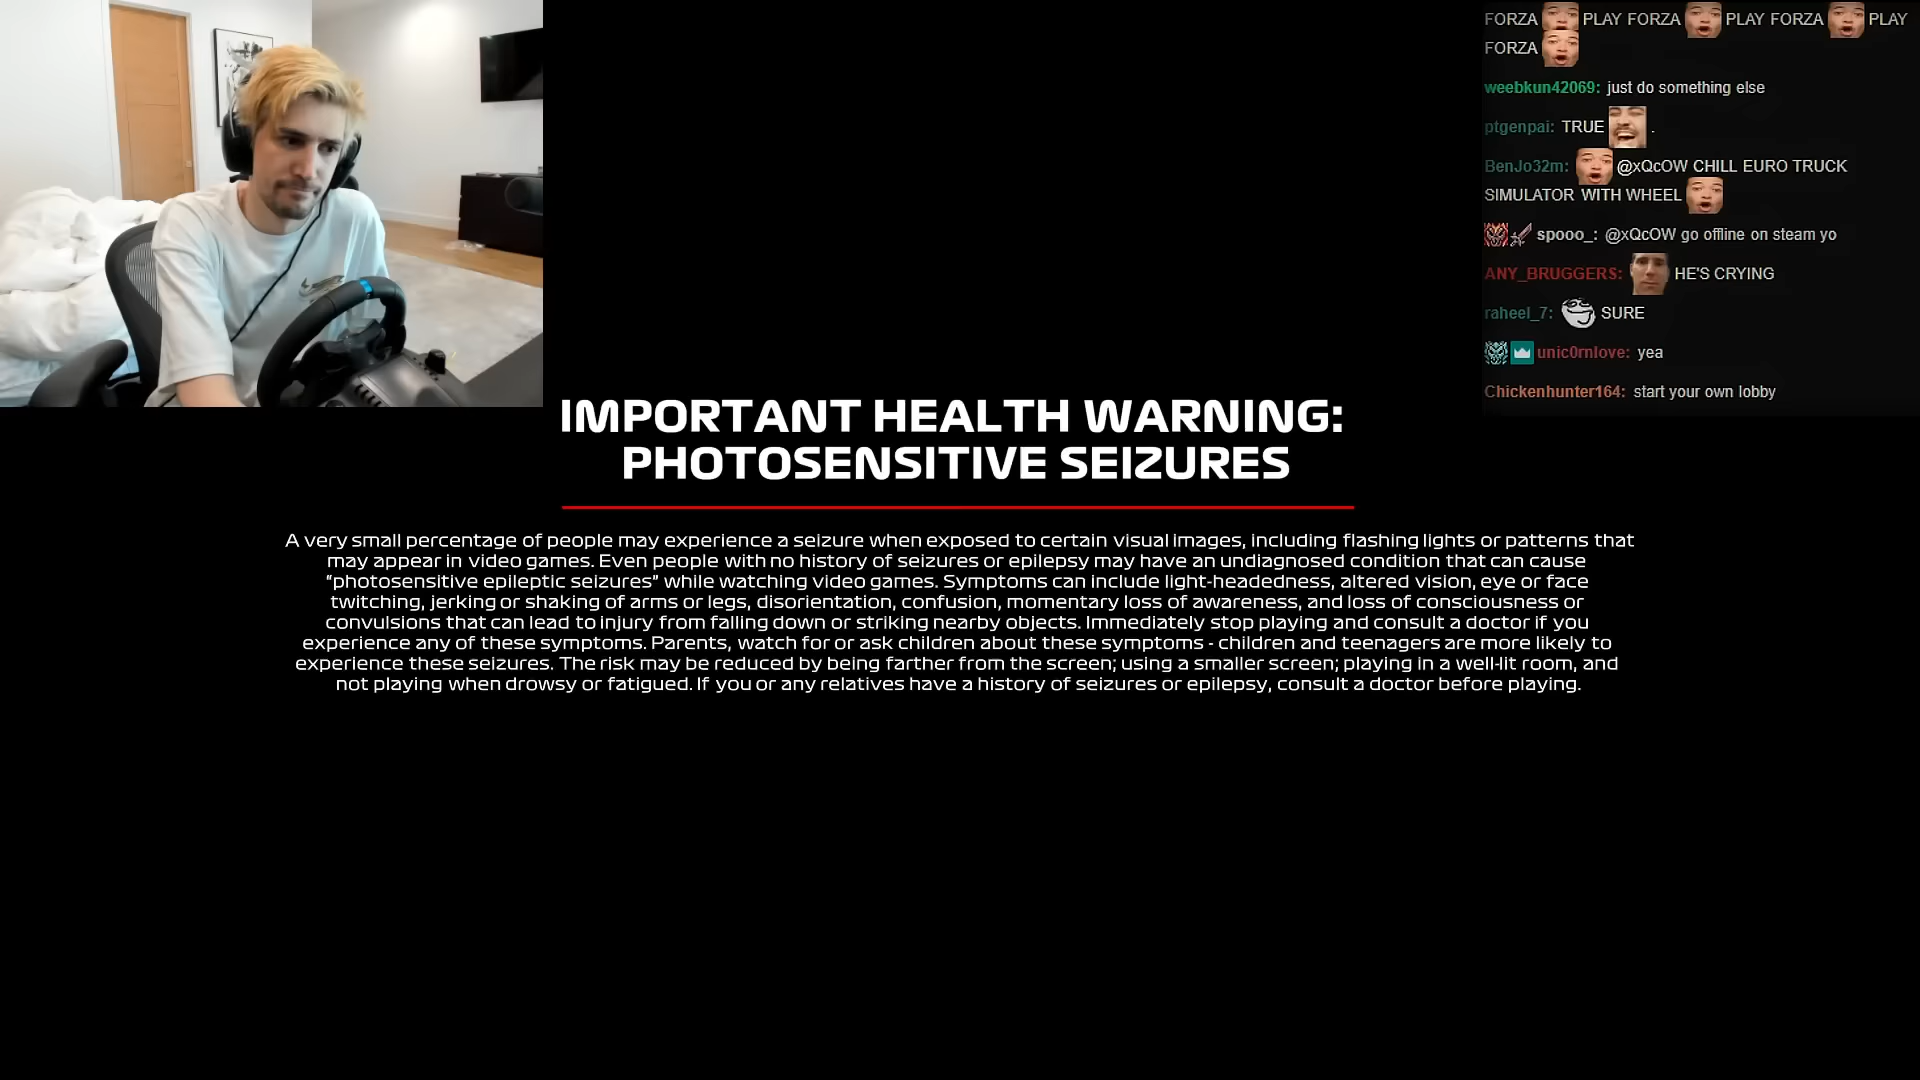 FORZA PLAY FORZA PLAY FORZA PLAY
FORZA
weebkun42069: just do something else
ptgenpai: TRUE .
BenJo32m: @xQcOW CHILL EURO TRUCK
SIMULATOR WITH WHEEL
spooo_: @xQcOW go offline on steam yo
ANY_BRUGGERS: HE'S CRYING
raheel_7: SURE
unic0rnlove: yea
Chickenhunter164: start your own lobby
IMPORTANT HEALTH WARNING:
PHOTOSENSITIVE SEIZURES
A very small percentage of people may experience a seizure when exposed to certain visual images, including flashing lights or patterns that
may appear in video games. Even people with no history of seizures or epilepsy may have an undiagnosed condition that can cause
"photosensitive epileptic seizures" while watching video games. Symptoms can include light-headedness, altered vision, eye or face
twitching, jerking or shaking of arms or legs, disorientation, confusion, momentary loss of awareness, and loss of consciousness or
convulsions that can lead to injury from falling down or striking nearby objects. Immediately stop playing and consult a doctor if you
experience any of these symptoms. Parents, watch for or ask children about these symptoms - children and teenagers are more likely to
experience these seizures. The risk may be reduced by being farther from the screen; using a smaller screen; playing in a well-lit room, and
not playing when drowsy or fatigued. If you or any relatives have a history of seizures or epilepsy, consult a doctor before playing.